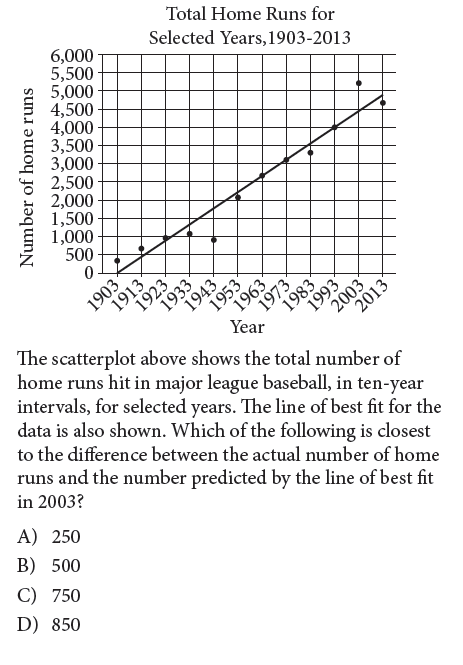 Total Home Runs for
Selected Years,1903-2013
Number of home runs
6,000
5,500
5,000
4,500
4,000
3,500
3,000
2,500
2,000
1,500
1,000
500
0
1903
1913
1923
1933
1943
1953
1963
1973
1983
1993
2003
2013
Year
The scatterplot above shows the total number of
home runs hit in major league baseball, in ten-year
intervals, for selected years. The line of best fit for the
data is also shown. Which of the following is closest
to the difference between the actual number of home
runs and the number predicted by the line of best fit
in 2003?
A) 250
B) 500
C) 750
D) 850